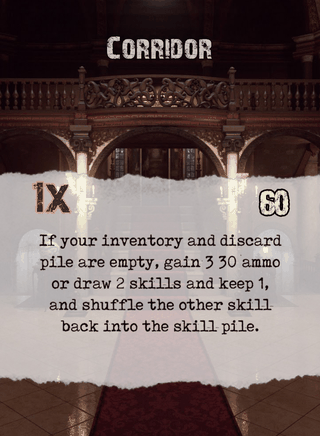 Corridor
1X
60
If your inventory and discard
pile are empty, gain 3 30 ammo
or draw 2 skills and keep 1,
and shuffle the other skill
back into the skill pile.